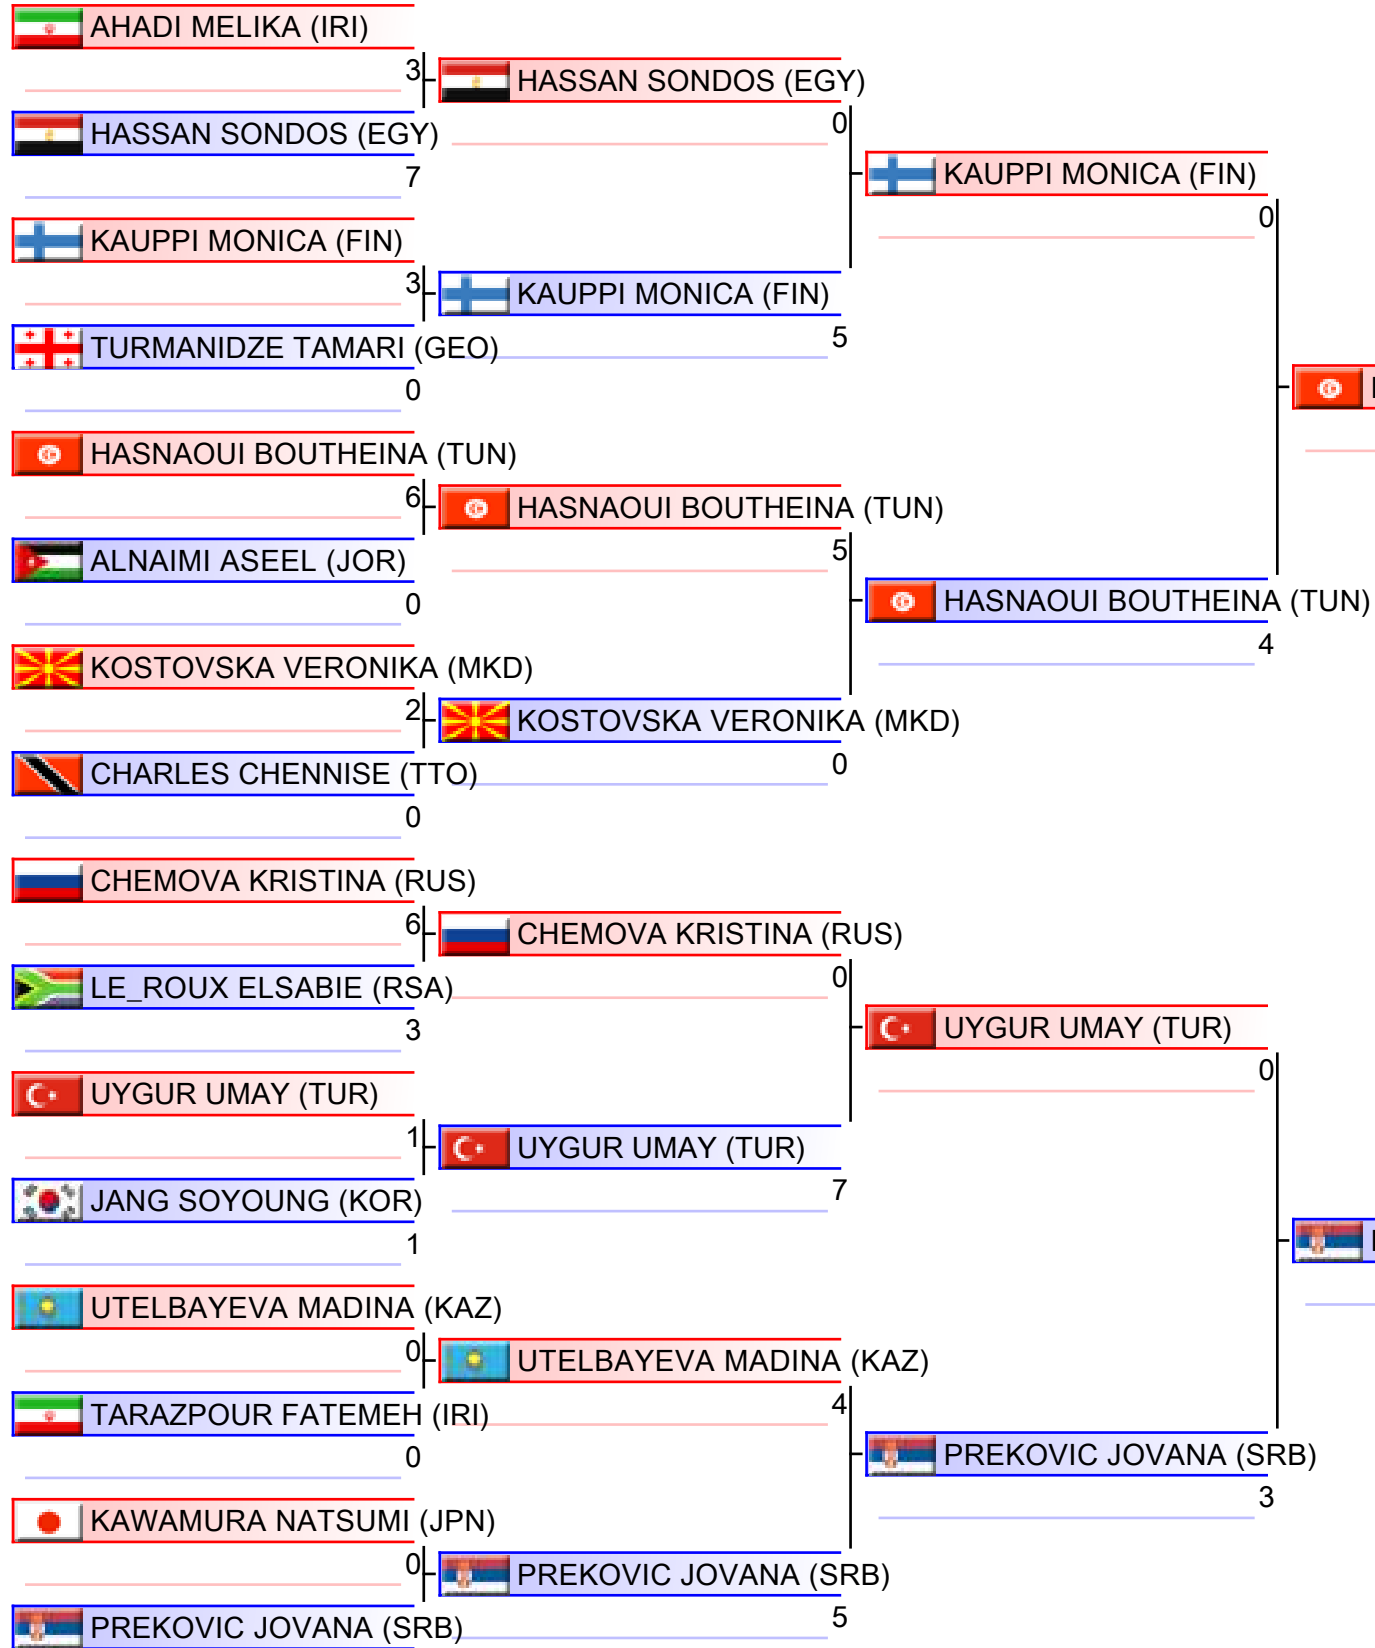 AHADI MELIKA (IRI)
3
HASSAN SONDOS (EGY)
7
KAUPPI MONICA (FIN)
3
TURMANIDZE TAMARI (GEO)
0
HASNAOUI BOUTHEINA (TUN)
6
ALNAIMI ASEEL (JOR)
0
KOSTOVSKA VERONIKA (MKD)
2
CHARLES CHENNISE (TTO)
0
CHEMOVA KRISTINA (RUS)
6
LE_ROUX ELSABIE (RSA)
3
UYGUR UMAY (TUR)
1
JANG SOYOUNG (KOR)
1
UTELBAYEVA MADINA (KAZ)
0
TARAZPOUR FATEMEH (IRI)
0
KAWAMURA NATSUMI (JPN)
0
PREKOVIC JOVANA (SRB)
HASSAN SONDOS (EGY)
0
KAUPPI MONICA (FIN)
5
HASNAOUI BOUTHEINA (TUN)
5
KOSTOVSKA VERONIKA (MKD)
0
CHEMOVA KRISTINA (RUS)
0
UYGUR UMAY (TUR)
7
UTELBAYEVA MADINA (KAZ)
4
PREKOVIC JOVANA (SRB)
5
KAUPPI MONICA (FIN)
0
HASNAOUI BOUTHEINA (TUN)
4
UYGUR UMAY (TUR)
0
PREKOVIC JOVANA (SRB)
3